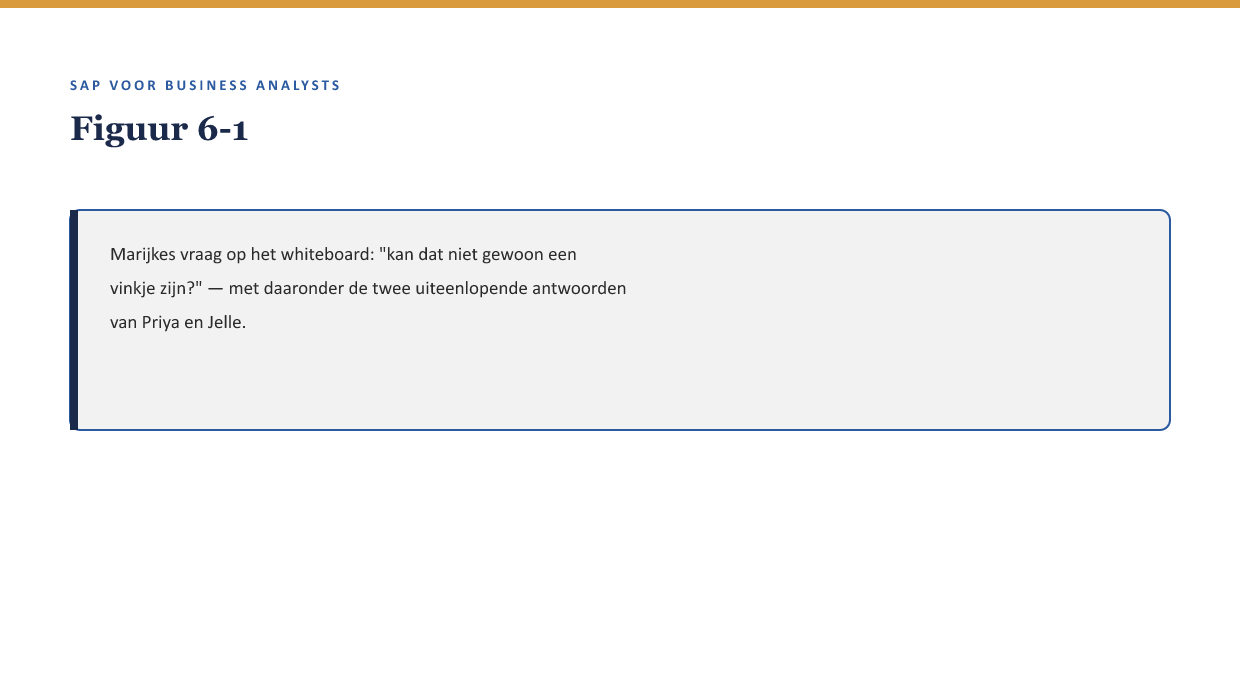 SAP VOOR BUSINESS ANALYSTS
Figuur 6-1
Marijkes vraag op het whiteboard: "kan dat niet gewoon een
vinkje zijn?" — met daaronder de twee uiteenlopende antwoorden
van Priya en Jelle.